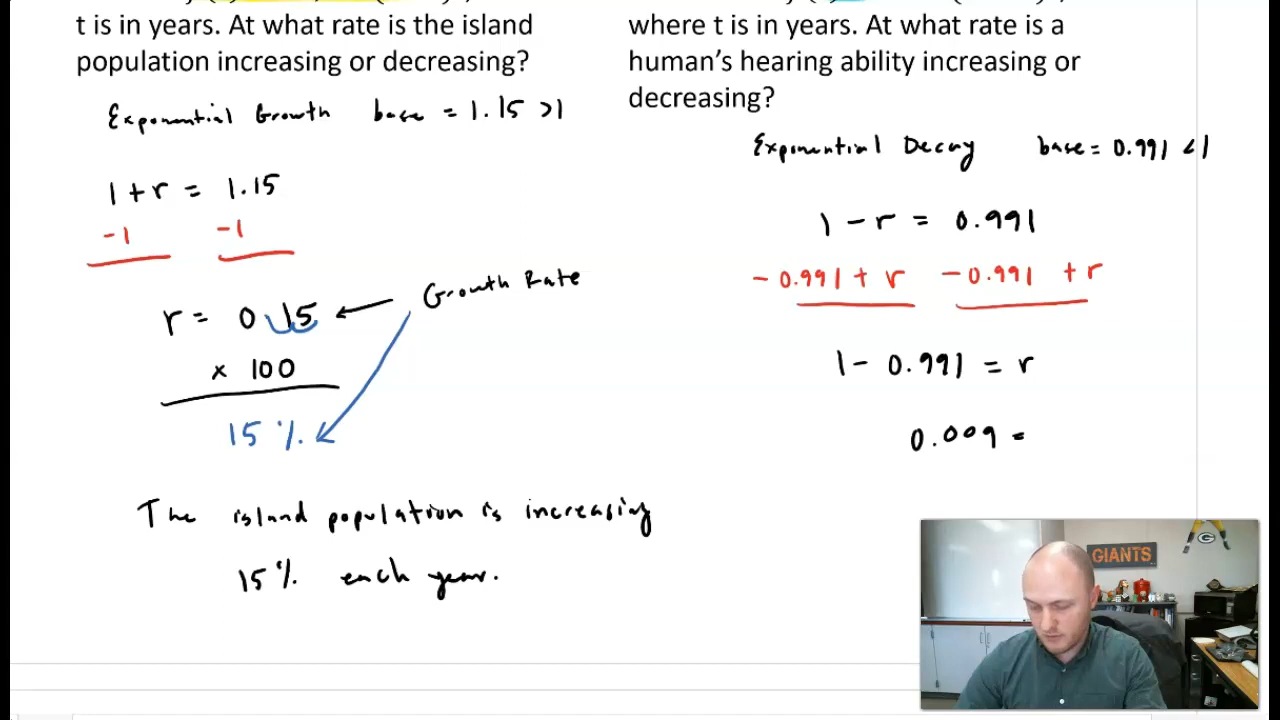 t is in years. At what rate is the island
population increasing or decreasing?
Exponential Growth base = 1.15 >1
1 + r = 1.15
-1 -1
r = 0.15
Growth Rate
x 100
15 %.
The island population is increasing
15% each year.
where t is in years. At what rate is a
human's hearing ability increasing or
decreasing?
Exponential Decay base = 0.991 <1
1 - r = 0.991
- 0.991 + r - 0.991 + r
1 - 0.991 = r
0.009 =
GIANTS
G